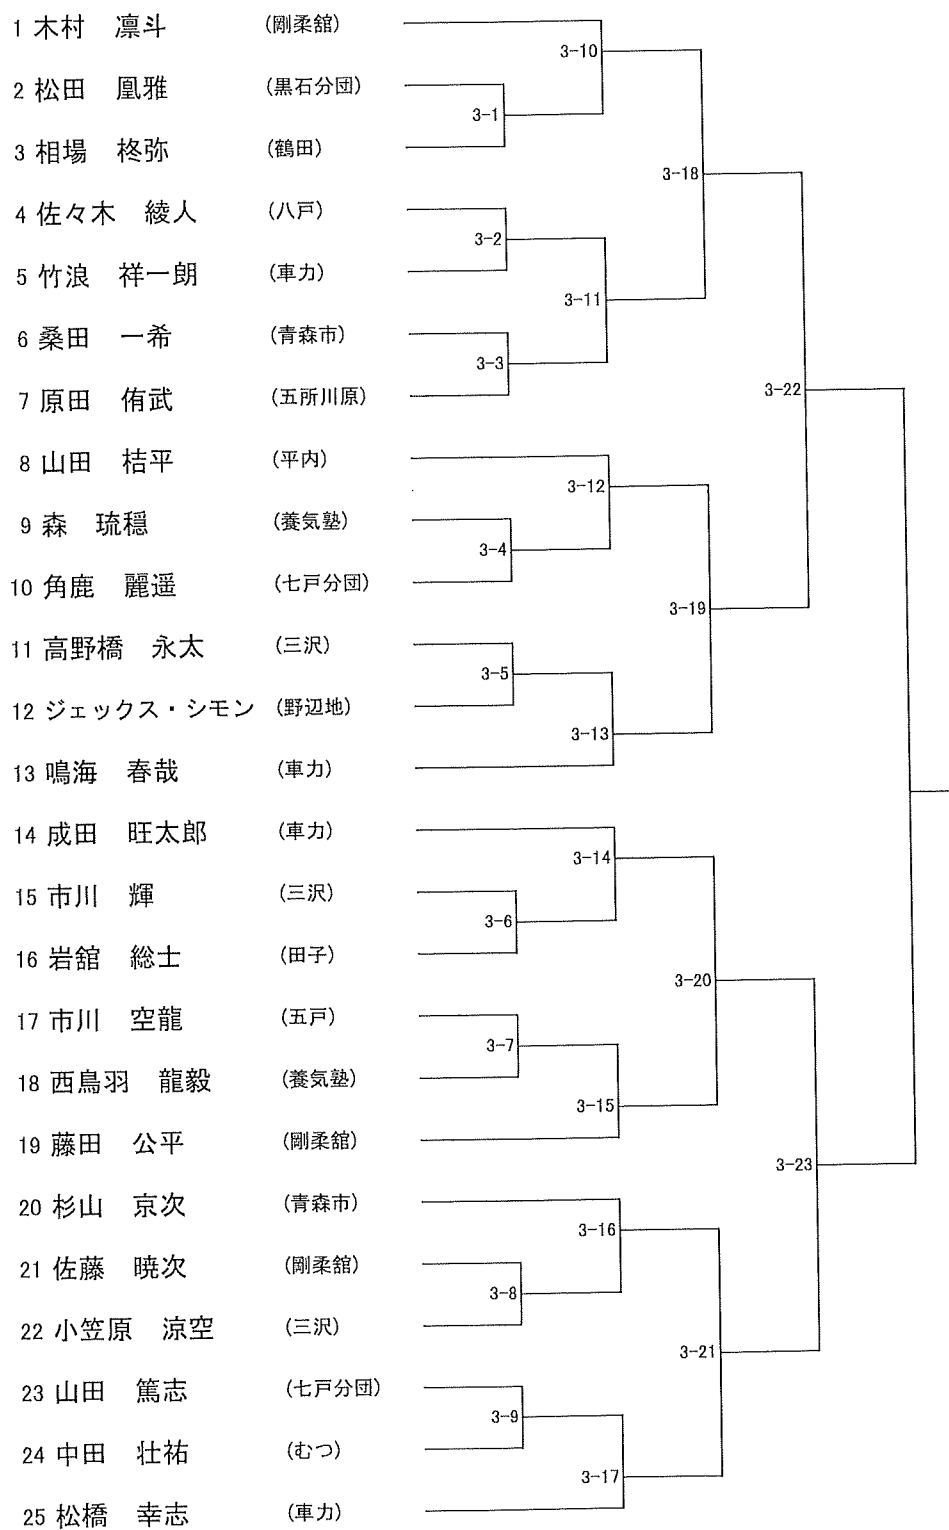 1 木村 凛斗 (剛柔舘)
3-10
2 松田 凰雅 (黒石分団)
3-1
3 相場 柊弥 (鶴田)
3-18
4 佐々木 綾人 (八戸)
3-2
5 竹浪 祥一朗 (車力)
3-11
6 桑田 一希 (青森市)
3-3
7 原田 侑武 (五所川原)
3-22
8 山田 桔平 (平内)
3-12
9 森 琉穏 (養気塾)
3-4
10 角鹿 麗遥 (七戸分団)
3-19
11 高野橋 永太 (三沢)
3-5
12 ジェックス・シモン (野辺地)
3-13
13 鳴海 春哉 (車力)
14 成田 旺太郎 (車力)
3-14
15 市川 輝 (三沢)
3-6
16 岩舘 総士 (田子)
3-20
17 市川 空龍 (五戸)
3-7
18 西鳥羽 龍毅 (養気塾)
3-15
19 藤田 公平 (剛柔舘)
3-23
20 杉山 京次 (青森市)
3-16
21 佐藤 暁次 (剛柔舘)
3-8
22 小笠原 涼空 (三沢)
3-21
23 山田 篤志 (七戸分団)
3-9
24 中田 壮祐 (むつ)
3-17
25 松橋 幸志 (車力)